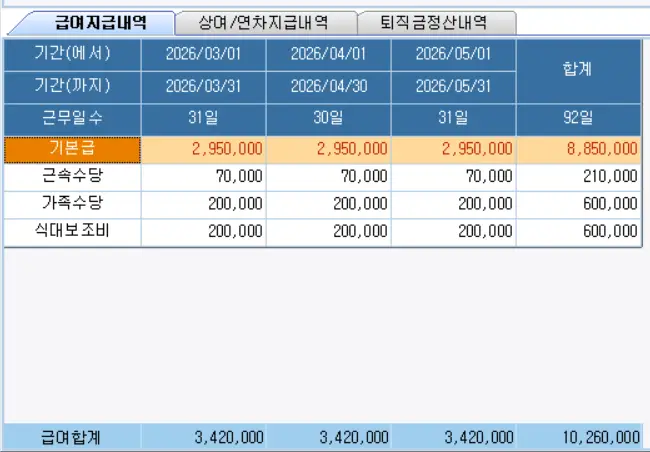 급여지급내역 상여/연차지급내역 퇴직금정산내역
기간(에서) 2026/03/01 2026/04/01 2026/05/01 합계
기간(까지) 2026/03/31 2026/04/30 2026/05/31
근무일수 31일 30일 31일 92일
기본급 2,950,000 2,950,000 2,950,000 8,850,000
근속수당 70,000 70,000 70,000 210,000
가족수당 200,000 200,000 200,000 600,000
식대보조비 200,000 200,000 200,000 600,000
급여합계 3,420,000 3,420,000 3,420,000 10,260,000